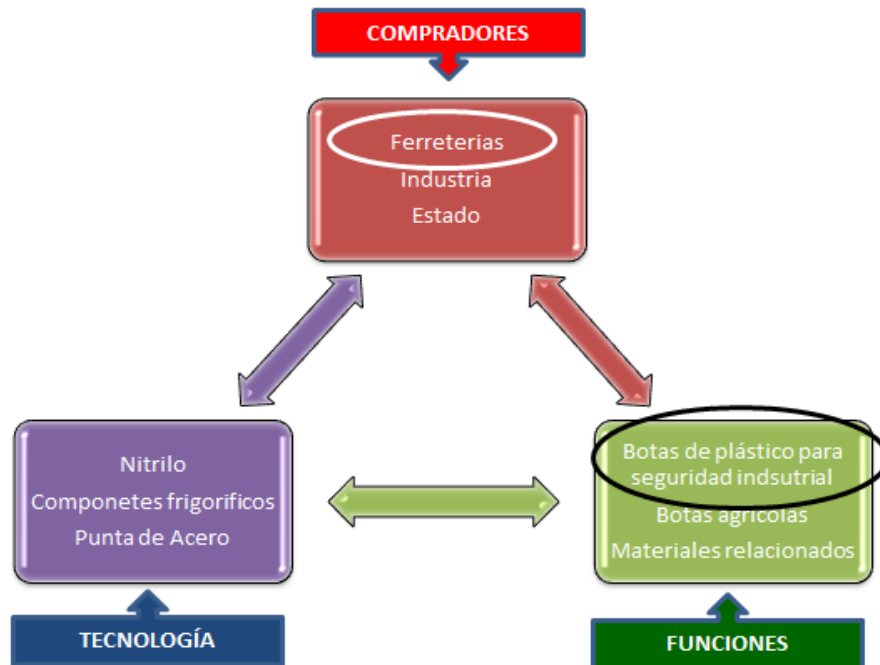 COMPRADORES
Ferreterias
Industria
Estado
Nitrilo
Componetes frigorificos
Punta de Acero
TECNOLOGÍA
Botas de plástico para
seguridad indsutrial
Botas agrícolas
Materiales relacionados
FUNCIONES